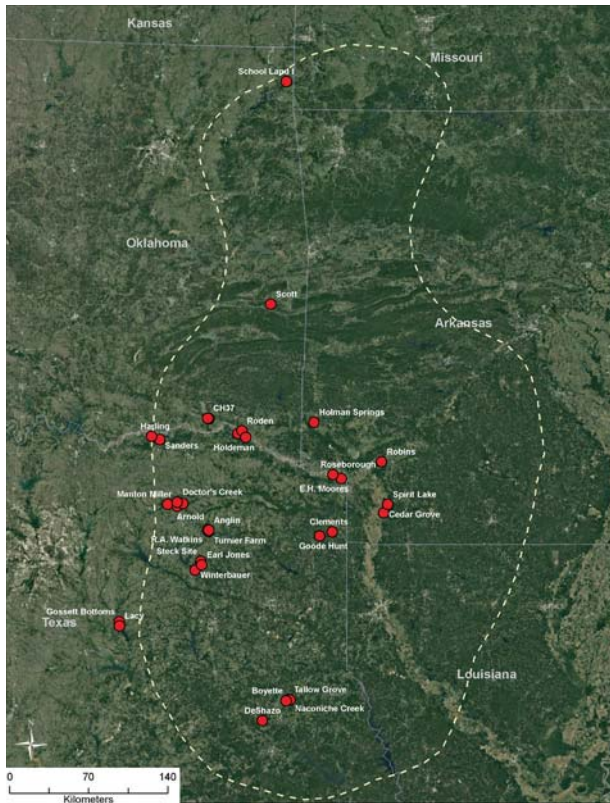 Kansas
Missouri
School Land I
Oklahoma
Scott
Arkansas
CH37
Roden
Holman Springs
Harling
Sanders
Holdeman
Robins
Roseborough
E.H. Moores
Manton Miller
Doctor's Creek
Spirit Lake
Arnold
Cedar Grove
Anglin
Clements
R.A. Watkins
Turnier Farm
Goode Hunt
Steck Site
Earl Jones
Winterbauer
Gossett Bottoms
Lacy
Texas
Louisiana
Boyette
Tallow Grove
Naconiche Creek
DeShazo
0 70 140
Kilometers